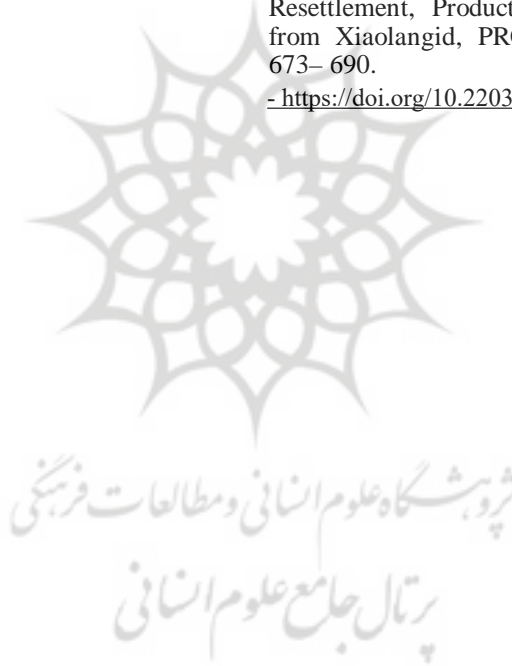 Resettlement, Product
from Xiaolangid, PR
673– 690.
- https://doi.org/10.2203
پژوهشگاه علوم انسانی و مطالعات فرهنگی
پرتال جامع علوم انسانی